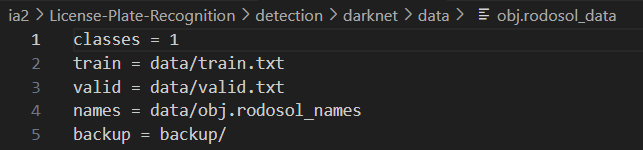 ia2 > License-Plate-Recognition > detection > darknet > data > obj.rodosol_data
1 classes = 1
2 train = data/train.txt
3 valid = data/valid.txt
4 names = data/obj.rodosol_names
5 backup = backup/